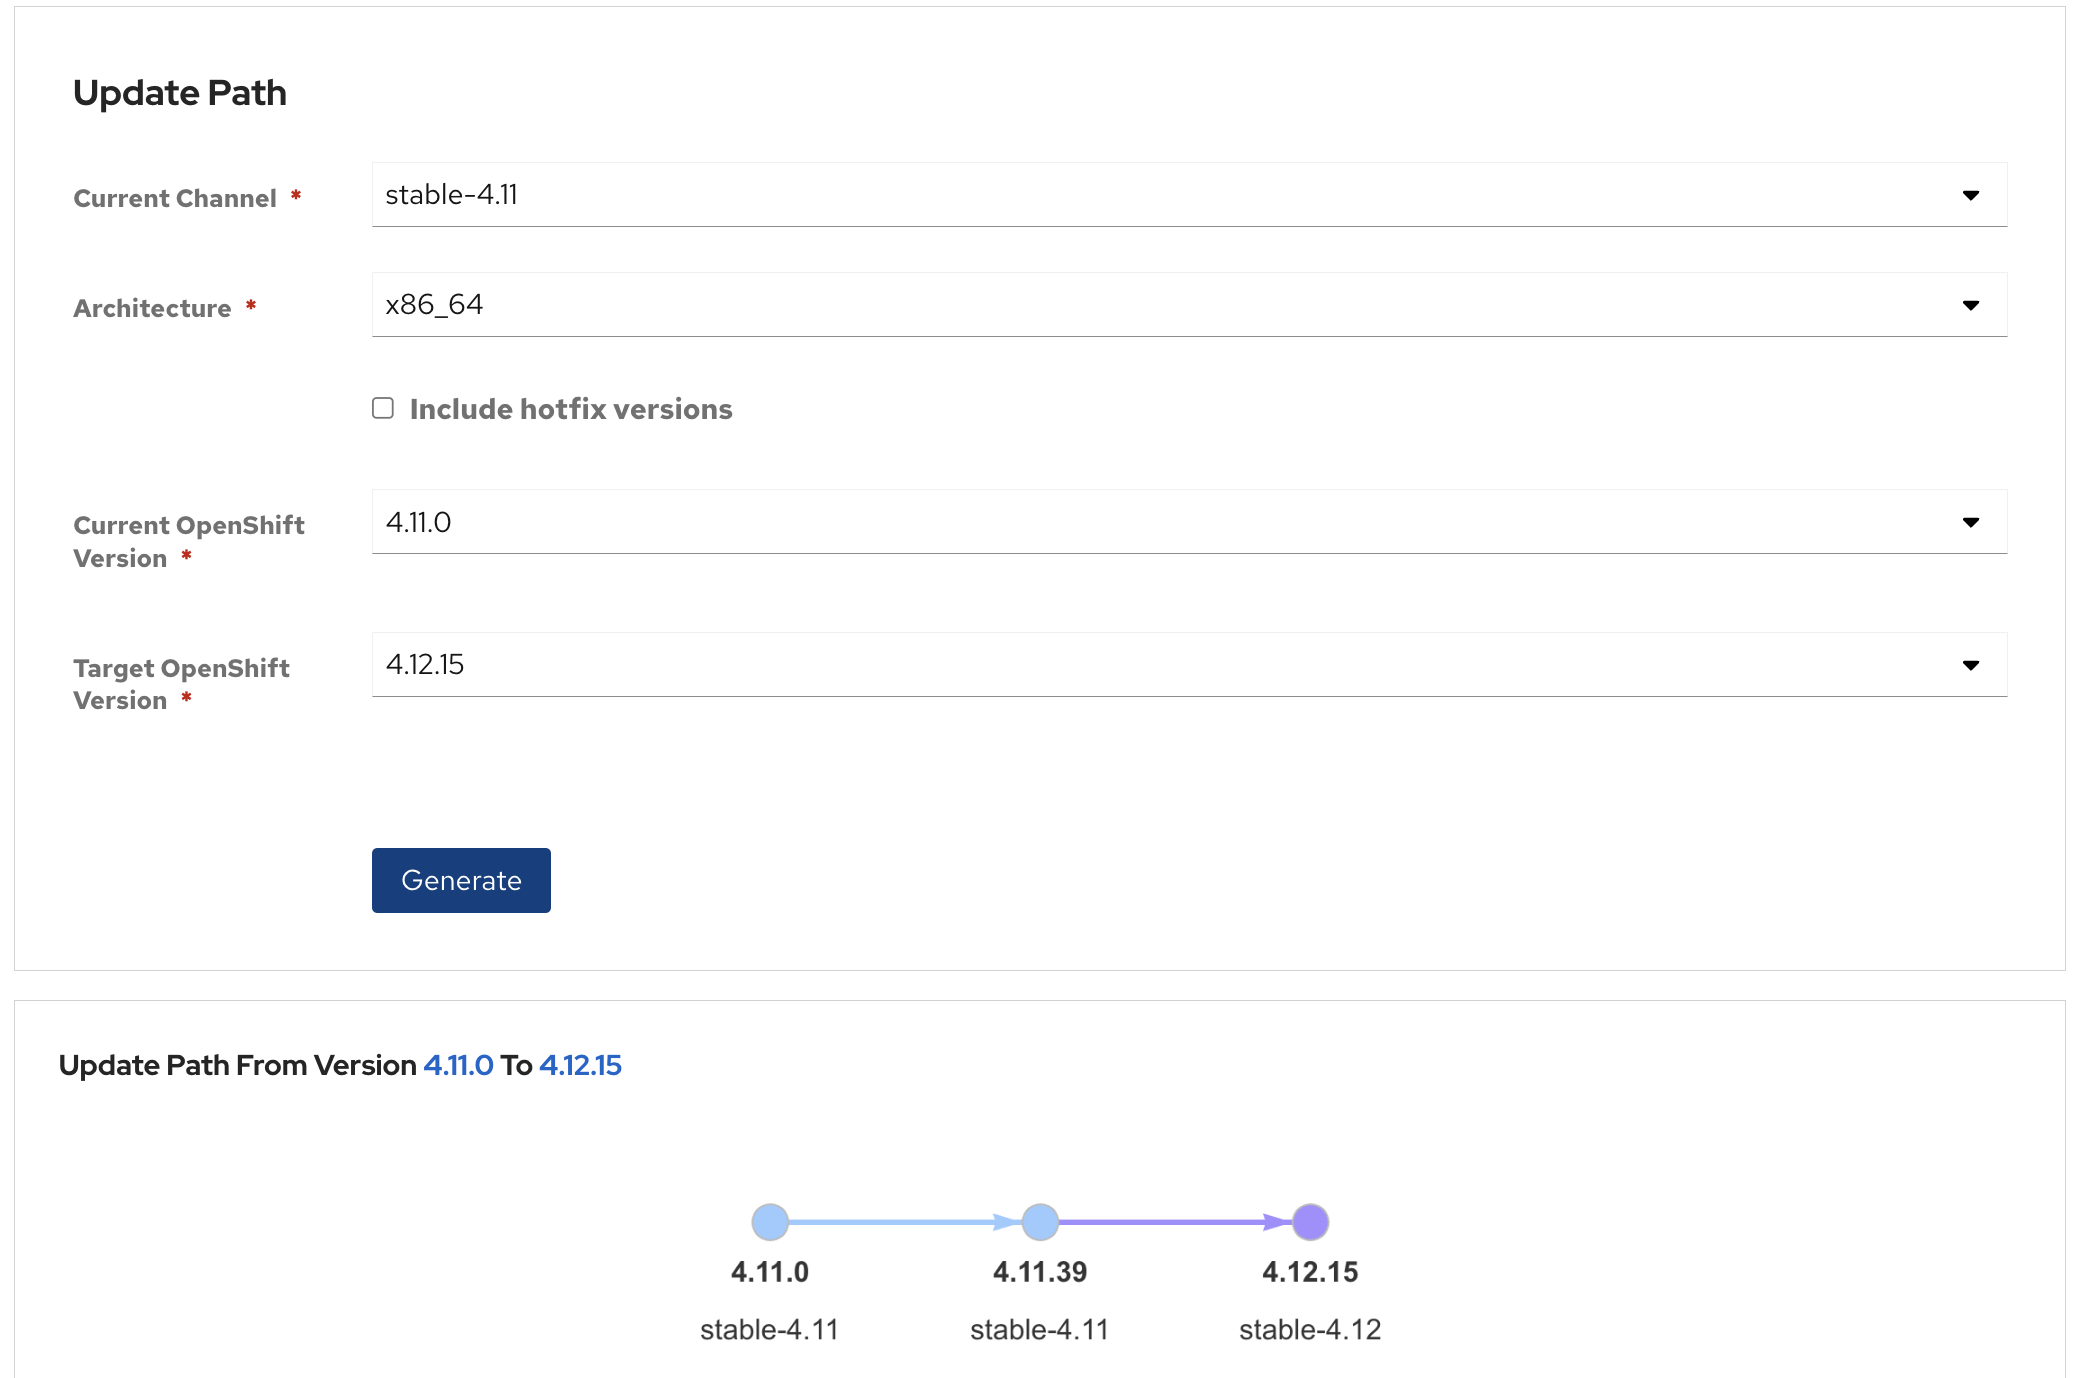 Update Path
Current Channel *
stable-4.11
Architecture *
x86_64
Include hotfix versions
Current OpenShift
Version *
4.11.0
Target OpenShift
Version *
4.12.15
Generate
Update Path From Version 4.11.0 To 4.12.15
4.11.0 4.11.39 4.12.15
stable-4.11 stable-4.11 stable-4.12